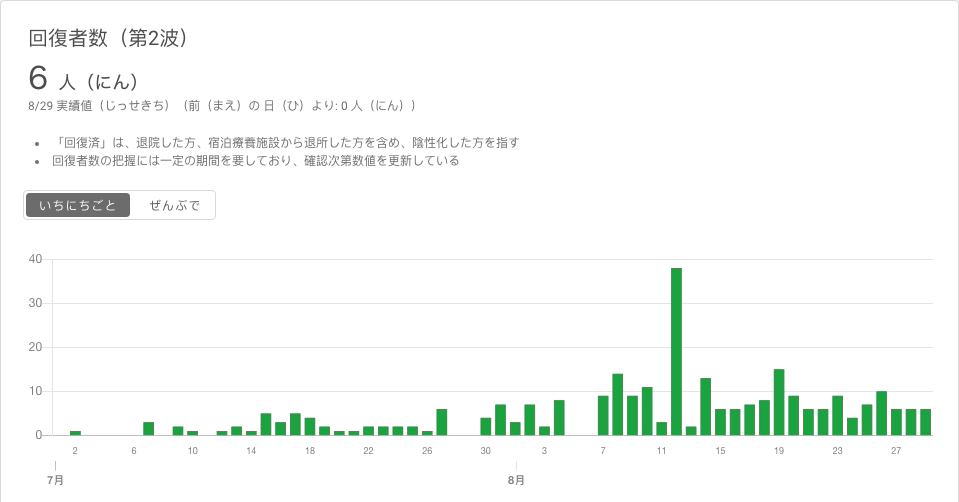 回復者数（第2波）
6 人（にん）
8/29 実績値（じっせきち）（前（まえ）の 日（ひ）より: 0 人（にん））
• 「回復済」は、退院した方、宿泊療養施設から退所した方を含め、陰性化した方を指す
• 回復者数の把握には一定の期間を要しており、確認次第数値を更新している
いちにちごと ぜんぶで
40
30
20
10
0
2 6 10 14 18 22 26 30 3 7 11 15 19 23 27
7月 8月